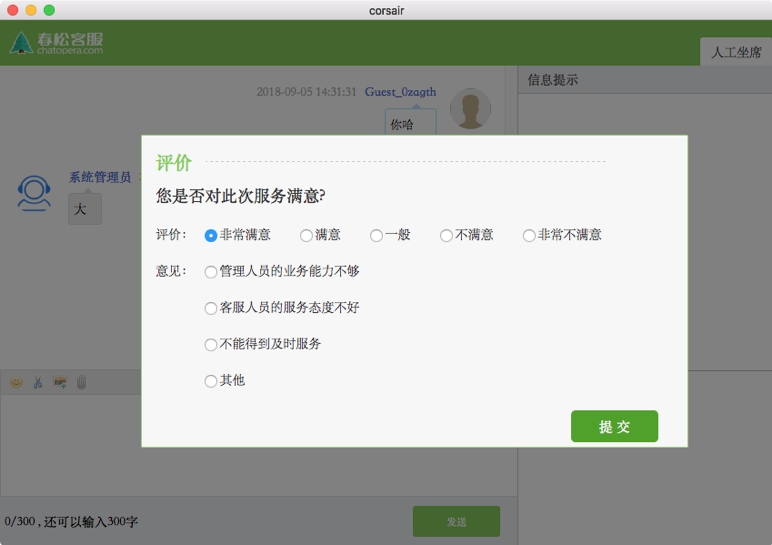 corsair
春松客服
chatopera.com
人工坐席
信息提示
2018-09-05 14:31:31 Guest_0zqgth
你哈
系统管理员
大
评价
您是否对此次服务满意?
评价： 非常满意 满意 一般 不满意 非常不满意
意见： 管理人员的业务能力不够
客服人员的服务态度不好
不能得到及时服务
其他
提 交
0/300 , 还可以输入300字
发送